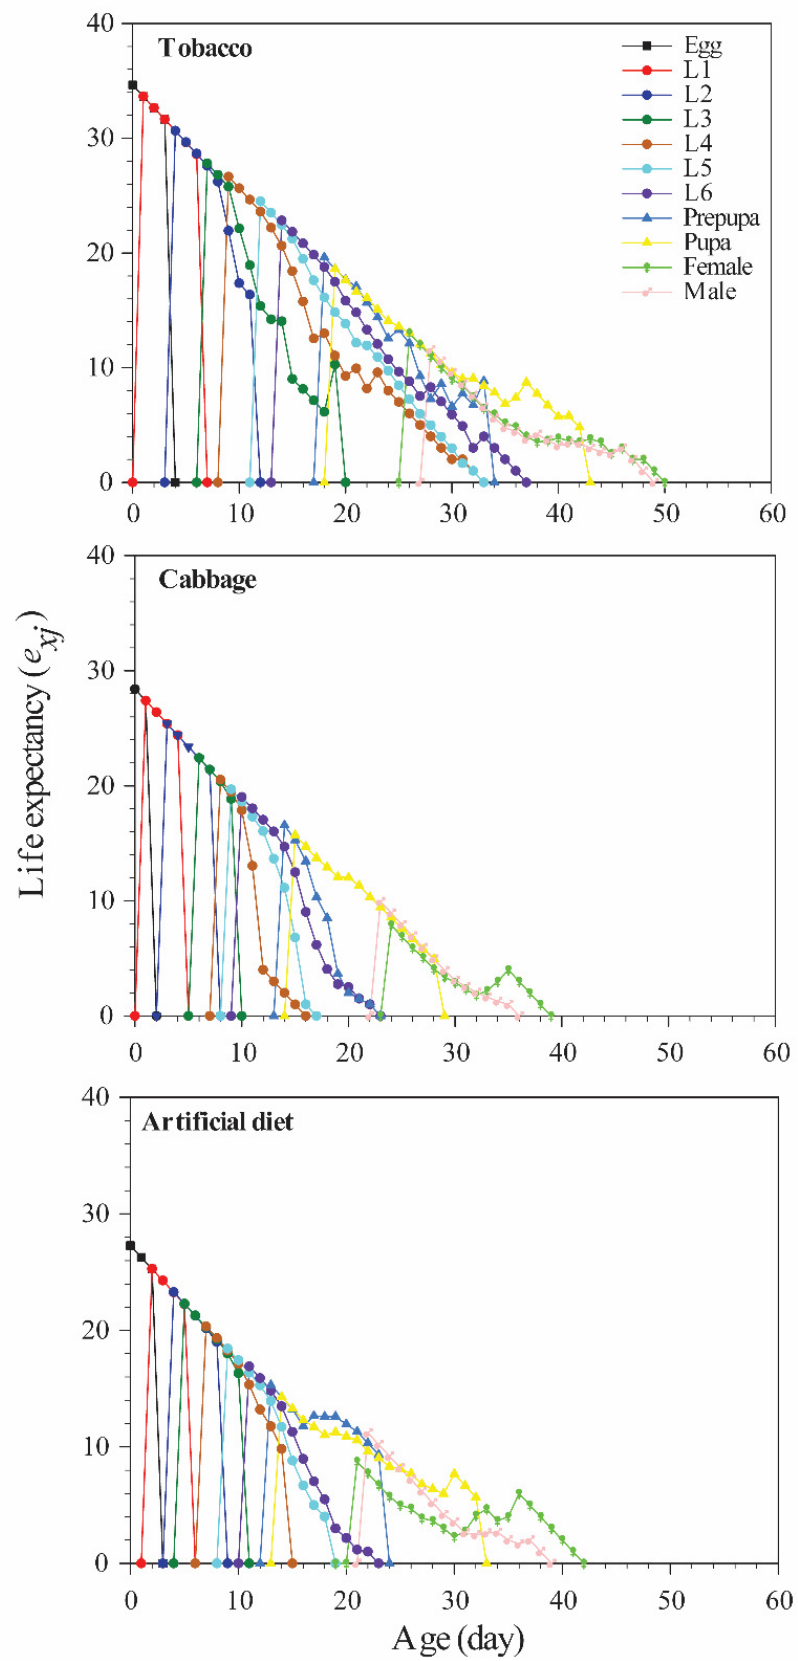 40
Tobacco
Egg
L1
L2
L3
L4
L5
L6
Prepupa
Pupa
Female
Male
30
20
10
0
0 10 20 30 40 50 60
40
Cabbage
30
20
10
0
0 10 20 30 40 50 60
Life expectancy (exj)
40
Artificial diet
30
20
10
0
0 10 20 30 40 50 60
Age (day)